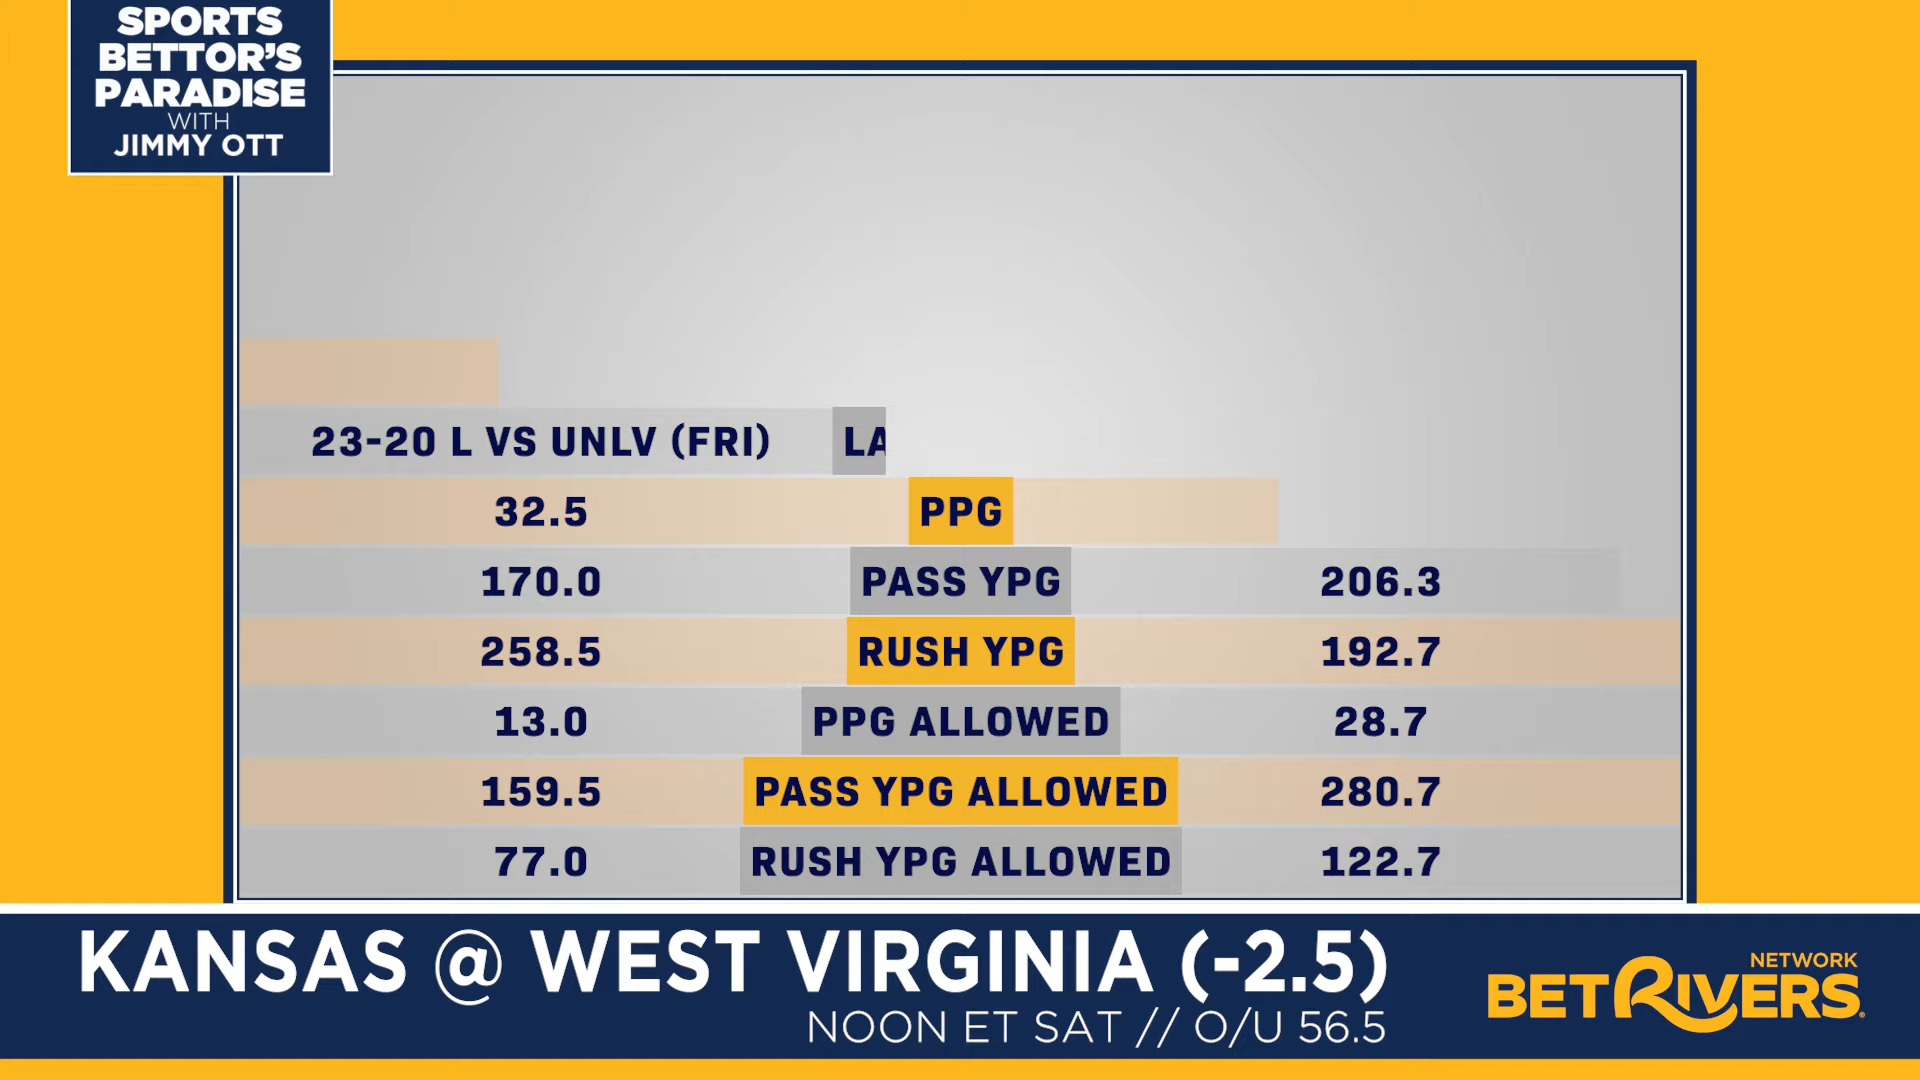 SPORTS
BETTOR'S
PARADISE
WITH
JIMMY OTT
23-20 L VS UNLV (FRI) LA
32.5 PPG
170.0 PASS YPG 206.3
258.5 RUSH YPG 192.7
13.0 PPG ALLOWED 28.7
159.5 PASS YPG ALLOWED 280.7
77.0 RUSH YPG ALLOWED 122.7
KANSAS @ WEST VIRGINIA (-2.5)
NOON ET SAT // O/U 56.5
NETWORK
BETRIVERS